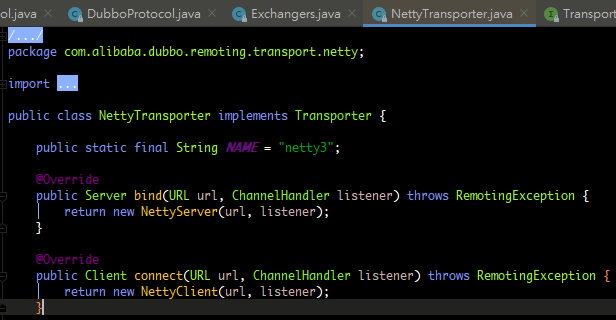 ol.java × DubboProtocol.java × Exchangers.java × NettyTransporter.java × Transport
/.../
package com.alibaba.dubbo.remoting.transport.netty;
import ...
public class NettyTransporter implements Transporter {
public static final String NAME = "netty3";
@Override
public Server bind(URL url, ChannelHandler listener) throws RemotingException {
return new NettyServer(url, listener);
}
@Override
public Client connect(URL url, ChannelHandler listener) throws RemotingException {
return new NettyClient(url, listener);
}